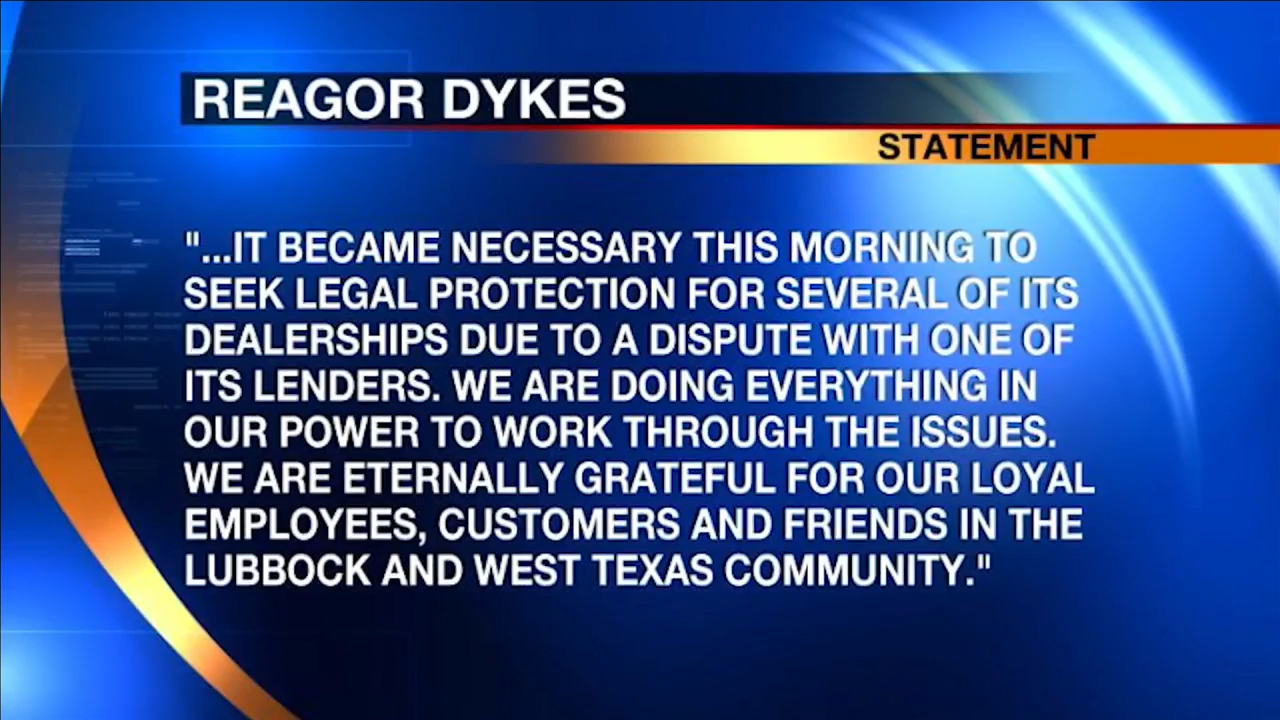 REAGOR DYKES
STATEMENT
"...IT BECAME NECESSARY THIS MORNING TO
SEEK LEGAL PROTECTION FOR SEVERAL OF ITS
DEALERSHIPS DUE TO A DISPUTE WITH ONE OF
ITS LENDERS. WE ARE DOING EVERYTHING IN
OUR POWER TO WORK THROUGH THE ISSUES.
WE ARE ETERNALLY GRATEFUL FOR OUR LOYAL
EMPLOYEES, CUSTOMERS AND FRIENDS IN THE
LUBBOCK AND WEST TEXAS COMMUNITY."